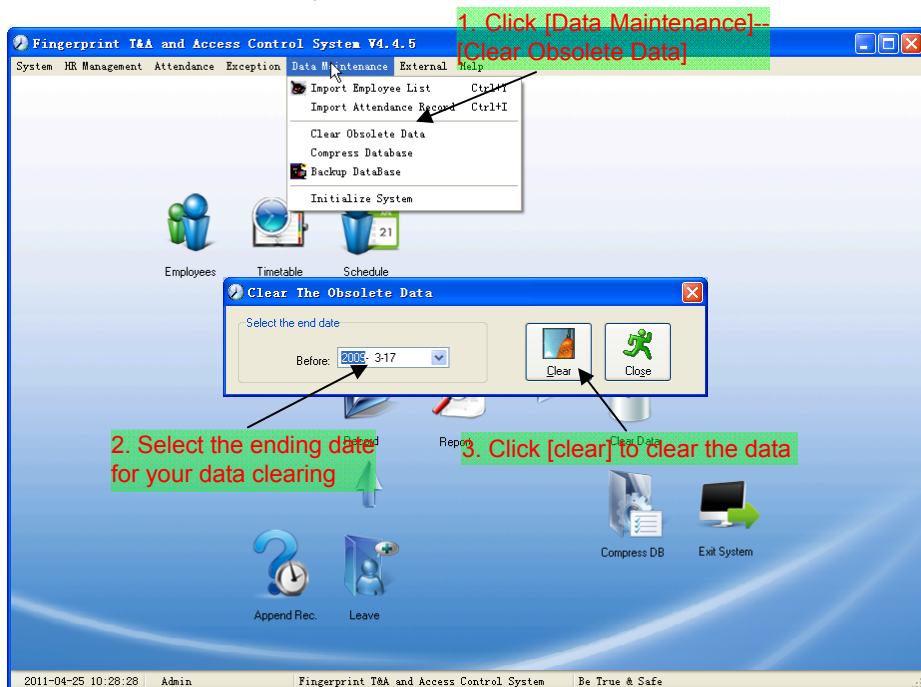 1. Click [Data Maintenance]--
[Clear Obsolete Data]
Fingerprint T&A and Access Control System V4.4.5
System HR Management Attendance Exception Data Maintenance External Help
Import Employee List Ctrl+Y
Import Attendance Record Ctrl+I
Clear Obsolete Data
Compress Database
Backup DataBase
Initialize System
21
Employees Timetable Schedule
Clear The Obsolete Data
Select the end date
Before: 2009- 3-17
Clear Close
Record Report Clear Data
2. Select the ending date
for your data clearing
3. Click [clear] to clear the data
Compress DB Exit System
Append Rec. Leave
2011-04-25 10:28:28 Admin Fingerprint T&A and Access Control System Be True & Safe